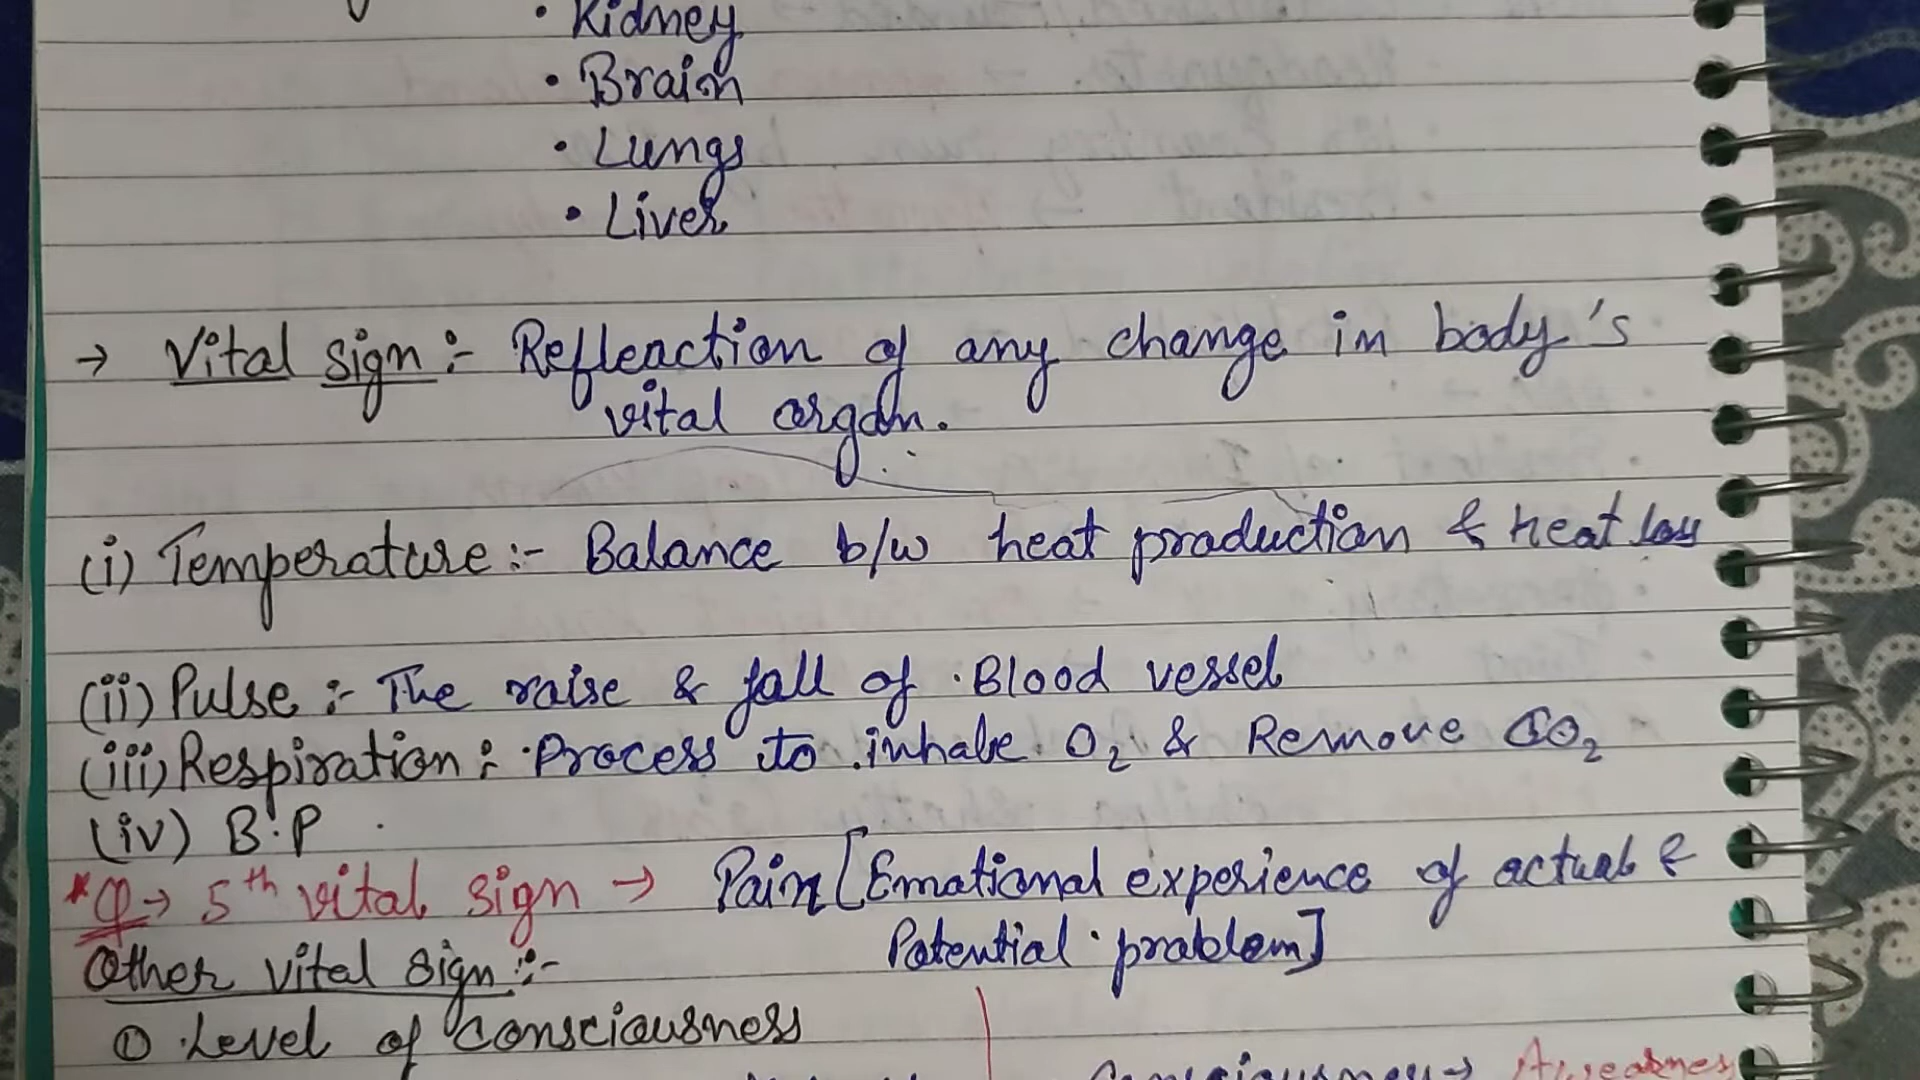 • Kidney
• Brain
• Lungs
• Liver
→ Vital sign :- Refleaction of any change in body's
vital organ.
(i) Temperature :- Balance b/w heat production & heat loss
(ii) Pulse :- The raise & fall of Blood vessel
(iii) Respiration : Process to inhale O₂ & Remove CO₂
(iv) B.P
*Q→ 5th vital sign → Pain [Emotional experience of actual &
Potential problem]
Other vital sign :-
① Level of consciousness
Consciousness →